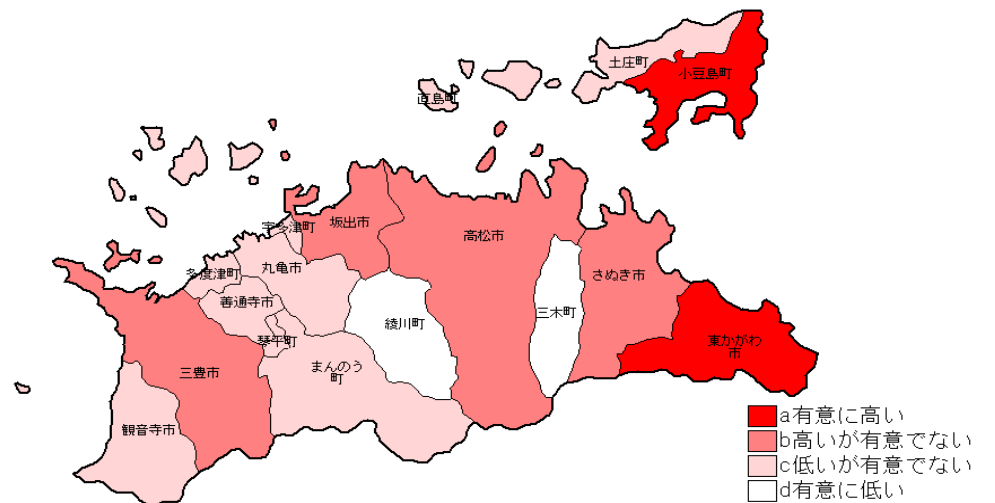 土庄町
小豆島町
直島町
宇多津町
坂出市
高松市
多度津町
丸亀市
さぬき市
善通寺市
綾川町
三木町
琴平町
東かがわ
市
三豊市
まんのう
町
観音寺市
a有意に高い
b高いが有意でない
c低いが有意でない
d有意に低い